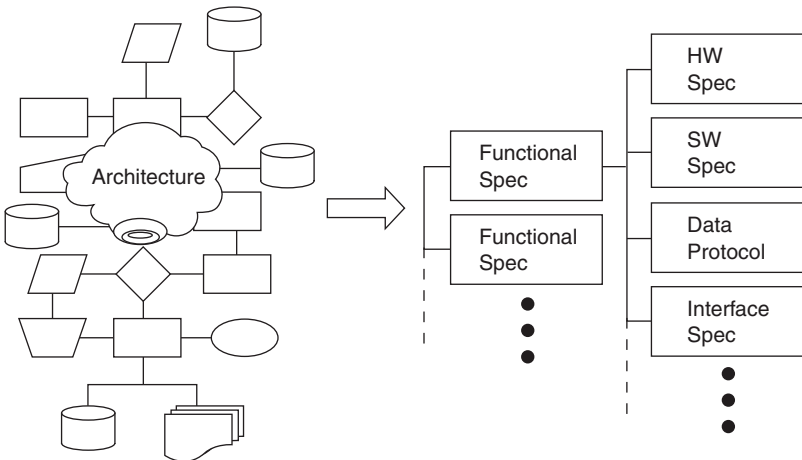 Architecture
Functional
Spec
Functional
Spec
HW
Spec
SW
Spec
Data
Protocol
Interface
Spec